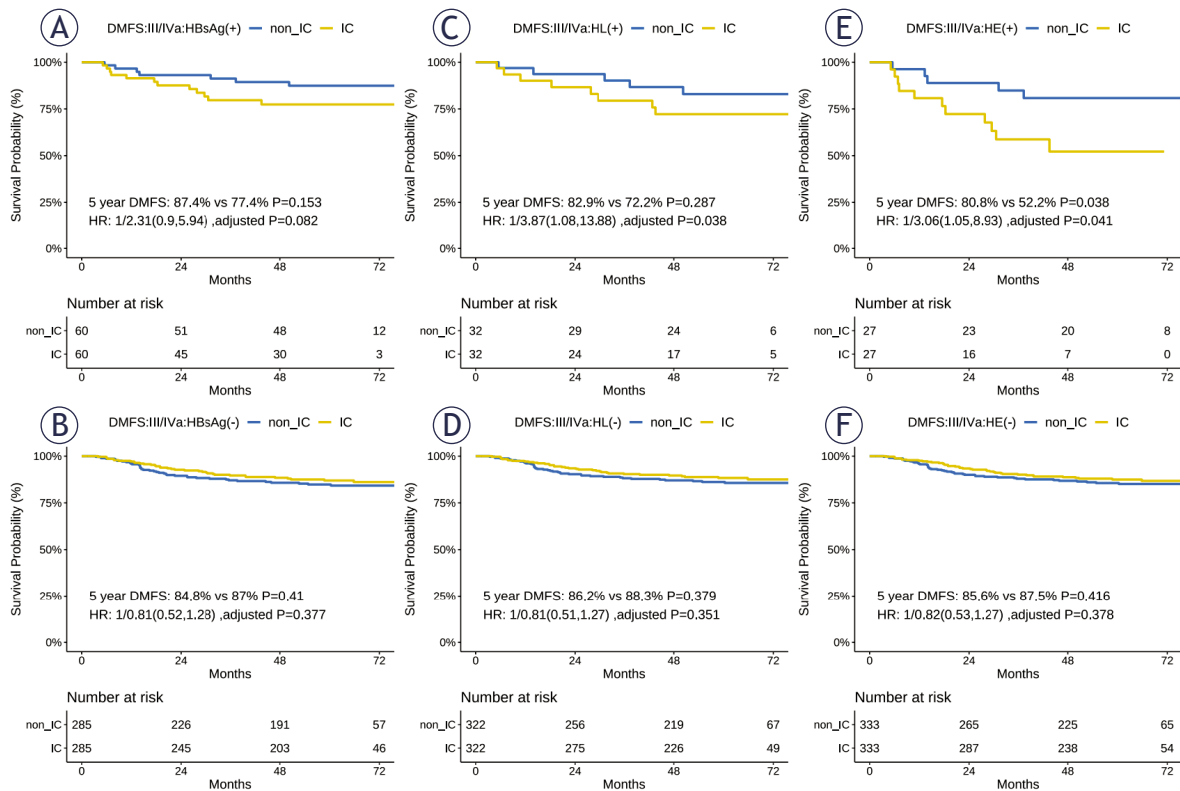 A
DMFS:III/IVa:HBsAg(+) non_IC IC
Survival Probability (%)
100%
75%
50%
25%
0%
5 year DMFS: 87.4% vs 77.4% P=0.153
HR: 1/2.31(0.9,5.94) ,adjusted P=0.082
0 24 48 72
Months
Number at risk
non_IC 60 51 48 12
IC 60 45 30 3
0 24 48 72
Months
C
DMFS:III/IVa:HL(+) non_IC IC
Survival Probability (%)
100%
75%
50%
25%
0%
5 year DMFS: 82.9% vs 72.2% P=0.287
HR: 1/3.87(1.08,13.88) ,adjusted P=0.038
0 24 48 72
Months
Number at risk
non_IC 32 29 24 6
IC 32 24 17 5
0 24 48 72
Months
E
DMFS:III/IVa:HE(+) non_IC IC
Survival Probability (%)
100%
75%
50%
25%
0%
5 year DMFS: 80.8% vs 52.2% P=0.038
HR: 1/3.06(1.05,8.93) ,adjusted P=0.041
0 24 48 72
Months
Number at risk
non_IC 27 23 20 8
IC 27 16 7 0
0 24 48 72
Months
B
DMFS:III/IVa:HBsAg(-) non_IC IC
Survival Probability (%)
100%
75%
50%
25%
0%
5 year DMFS: 84,8% vs 87% P=0,41
HR: 1/0.81(0.52,1.28) ,adjusted P=0.377
0 24 48 72
Months
Number at risk
non_IC 285 226 191 57
IC 285 245 203 46
0 24 48 72
Months
D
DMFS:III/IVa:HL(-) non_IC IC
Survival Probability (%)
100%
75%
50%
25%
0%
5 year DMFS: 86,2% vs 88,3% P=0,379
HR: 1/0.81(0.51,1.27) ,adjusted P=0.351
0 24 48 72
Months
Number at risk
non_IC 322 256 219 67
IC 322 275 226 49
0 24 48 72
Months
F
DMFS:III/IVa:HE(-) non_IC IC
Survival Probability (%)
100%
75%
50%
25%
0%
5 year DMFS: 85,6% vs 87,5% P=0,416
HR: 1/0.82(0.53,1.27) ,adjusted P=0.378
0 24 48 72
Months
Number at risk
non_IC 333 265 225 65
IC 333 287 238 54
0 24 48 72
Months